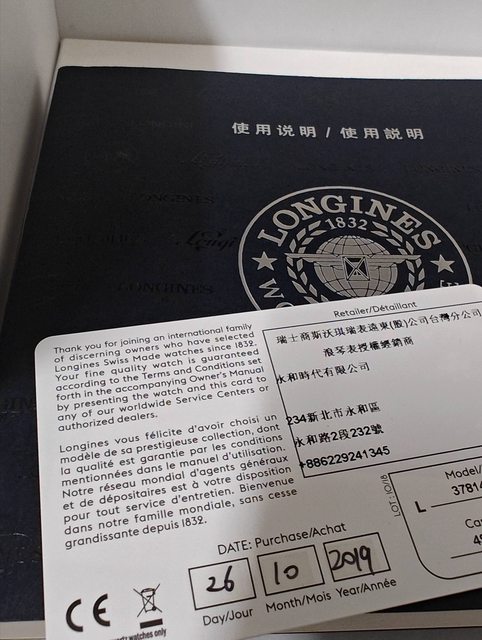 使用说明 / 使用說明
LONGINES
1832
Thank you for joining an international family
of discerning owners who have selected
Longines Swiss Made watches since 1832.
Your fine quality watch is guaranteed
according to the Terms and Conditions set
forth in the accompanying Owner's Manual
by presenting the watch and this card to
any of our worldwide Service Centers or
authorized dealers.
Longines vous félicite d'avoir choisi un
modèle de sa prestigieuse collection, dont
la qualité est garantie par les conditions
mentionnées dans le manuel d'utilisation.
Notre réseau mondial d'agents généraux
et de dépositaires est à votre disposition
pour tout service d'entretien. Bienvenue
dans notre famille mondiale, sans cesse
grandissante depuis 1832.
Retailer/Détaillant
瑞士商斯沃琪瑞表遠東(股)公司台灣分公司
浪琴表授權經銷商
永和時代有限公司
234新北市永和區
永和路2段232號
+886229241345
LOT: 10/18
Model/
L 37814
Ca
DATE: Purchase/Achat
26 10 2019
Day/Jour Month/Mois Year/Année
CE
watches only